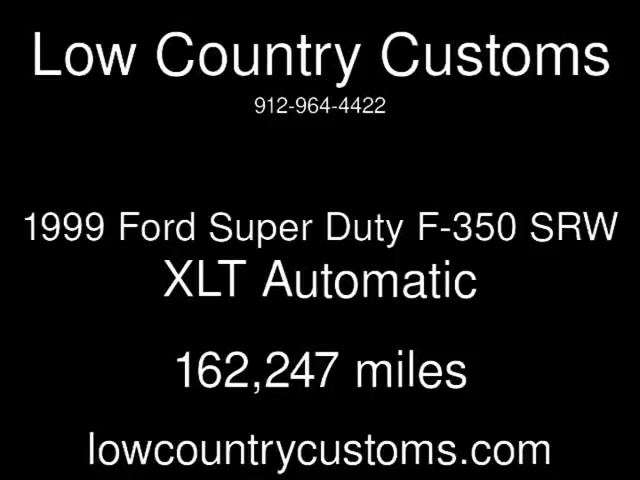 Low Country Customs
912-964-4422
1999 Ford Super Duty F-350 SRW
XLT Automatic
162,247 miles
lowcountrycustoms.com